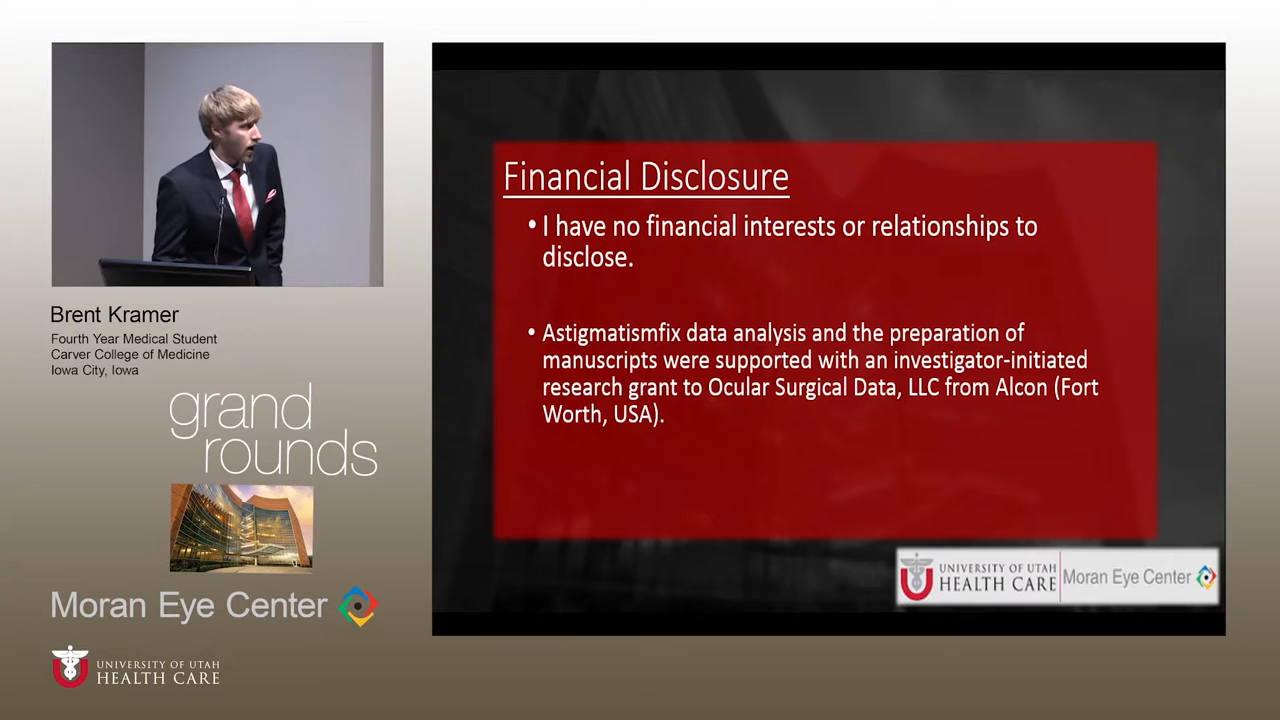 Brent Kramer
Fourth Year Medical Student
Carver College of Medicine
Iowa City, Iowa
grand
rounds
Moran Eye Center
UNIVERSITY OF UTAH
HEALTH CARE
Financial Disclosure
• I have no financial interests or relationships to
disclose.
• Astigmatismfix data analysis and the preparation of
manuscripts were supported with an investigator-initiated
research grant to Ocular Surgical Data, LLC from Alcon (Fort
Worth, USA).
UNIVERSITY OF UTAH
HEALTH CARE
Moran Eye Center